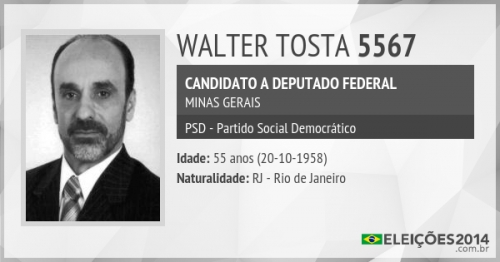 WALTER TOSTA 5567
CANDIDATO A DEPUTADO FEDERAL
MINAS GERAIS
PSD - Partido Social Democrático
Idade: 55 anos (20-10-1958)
Naturalidade: RJ - Rio de Janeiro
ELEIÇÕES2014
.com.br